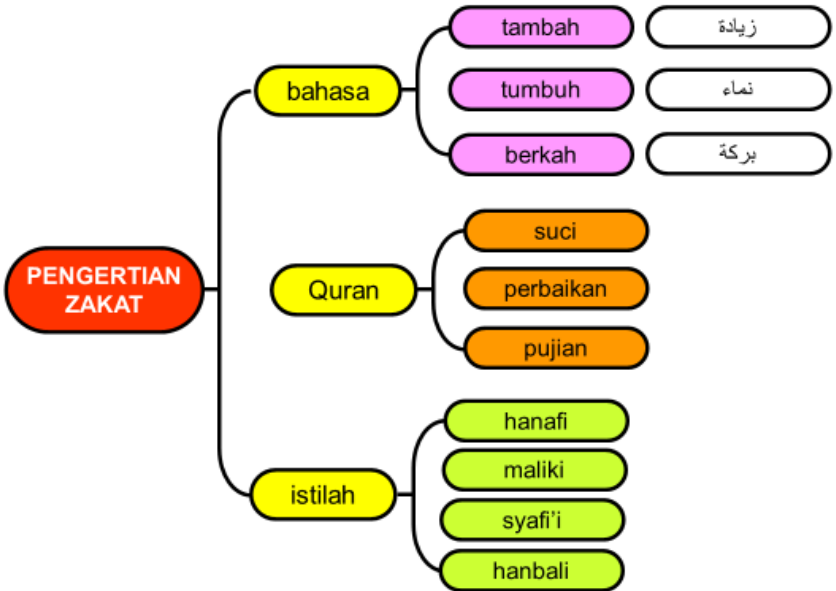 PENGERTIAN
ZAKAT
bahasa
tambah
زيادة
tumbuh
نماء
berkah
بركة
Quran
suci
perbaikan
pujian
istilah
hanafi
maliki
syafi’i
hanbali